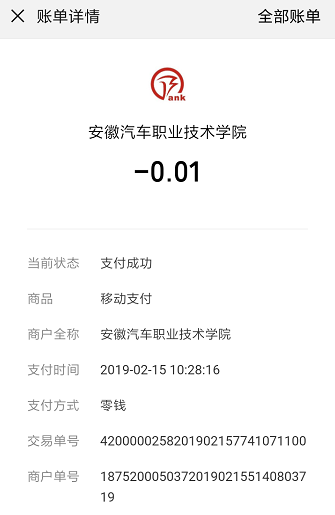 账单详情 全部账单
ank
安徽汽车职业技术学院
-0.01
当前状态 支付成功
商品 移动支付
商户全称 安徽汽车职业技术学院
支付时间 2019-02-15 10:28:16
支付方式 零钱
交易单号 4200000258201902157741071100
商户单号 1875200050372019021551408037
19